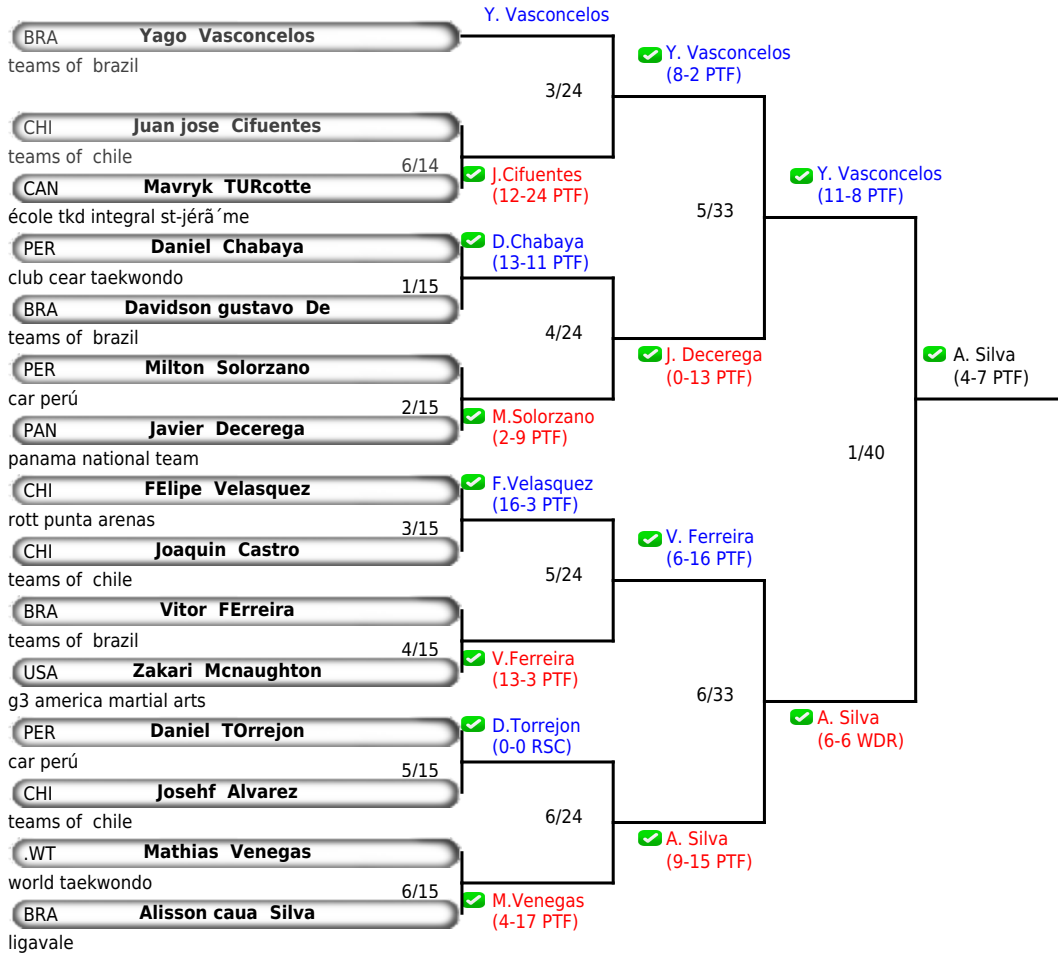 Y. Vasconcelos
BRA Yago Vasconcelos
teams of brazil
Y. Vasconcelos
(8-2 PTF)
3/24
CHI Juan jose Cifuentes
teams of chile
6/14
J.Cifuentes
(12-24 PTF)
CAN Mavryk TURcotte
école tkd integral st-jérã´me
Y. Vasconcelos
(11-8 PTF)
5/33
PER Daniel Chabaya
club cear taekwondo
D.Chabaya
(13-11 PTF)
1/15
BRA Davidson gustavo De
teams of brazil
4/24
J. Decerega
(0-13 PTF)
PER Milton Solorzano
car perú
2/15
M.Solorzano
(2-9 PTF)
PAN Javier Decerega
panama national team
A. Silva
(4-7 PTF)
1/40
CHI FElipe Velasquez
rott punta arenas
F.Velasquez
(16-3 PTF)
3/15
CHI Joaquin Castro
teams of chile
5/24
V. Ferreira
(6-16 PTF)
BRA Vitor FErreira
teams of brazil
4/15
V.Ferreira
(13-3 PTF)
USA Zakari Mcnaughton
g3 america martial arts
6/33
A. Silva
(6-6 WDR)
PER Daniel TOrrejon
car perú
D.Torrejon
(0-0 RSC)
5/15
CHI Josehf Alvarez
teams of chile
6/24
A. Silva
(9-15 PTF)
.WT Mathias Venegas
world taekwondo
6/15
M.Venegas
(4-17 PTF)
BRA Alisson caua Silva
ligavale